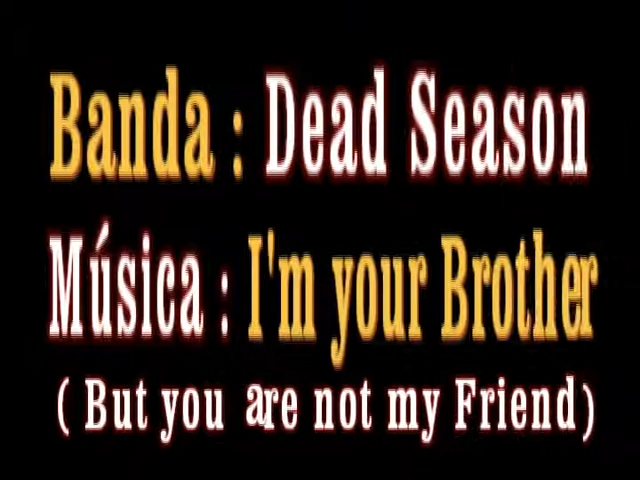 Banda : Dead Season
Música : I'm your Brother
( But you are not my Friend)